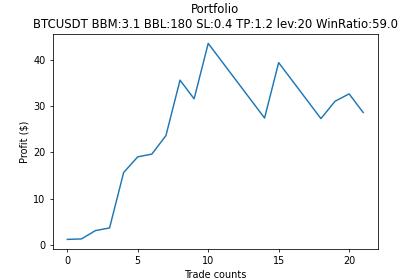 Portfolio
BTCUSDT BBM:3.1 BBL:180 SL:0.4 TP:1.2 lev:20 WinRatio:59.0
Profit ($)
40
30
20
10
0
0 5 10 15 20
Trade counts